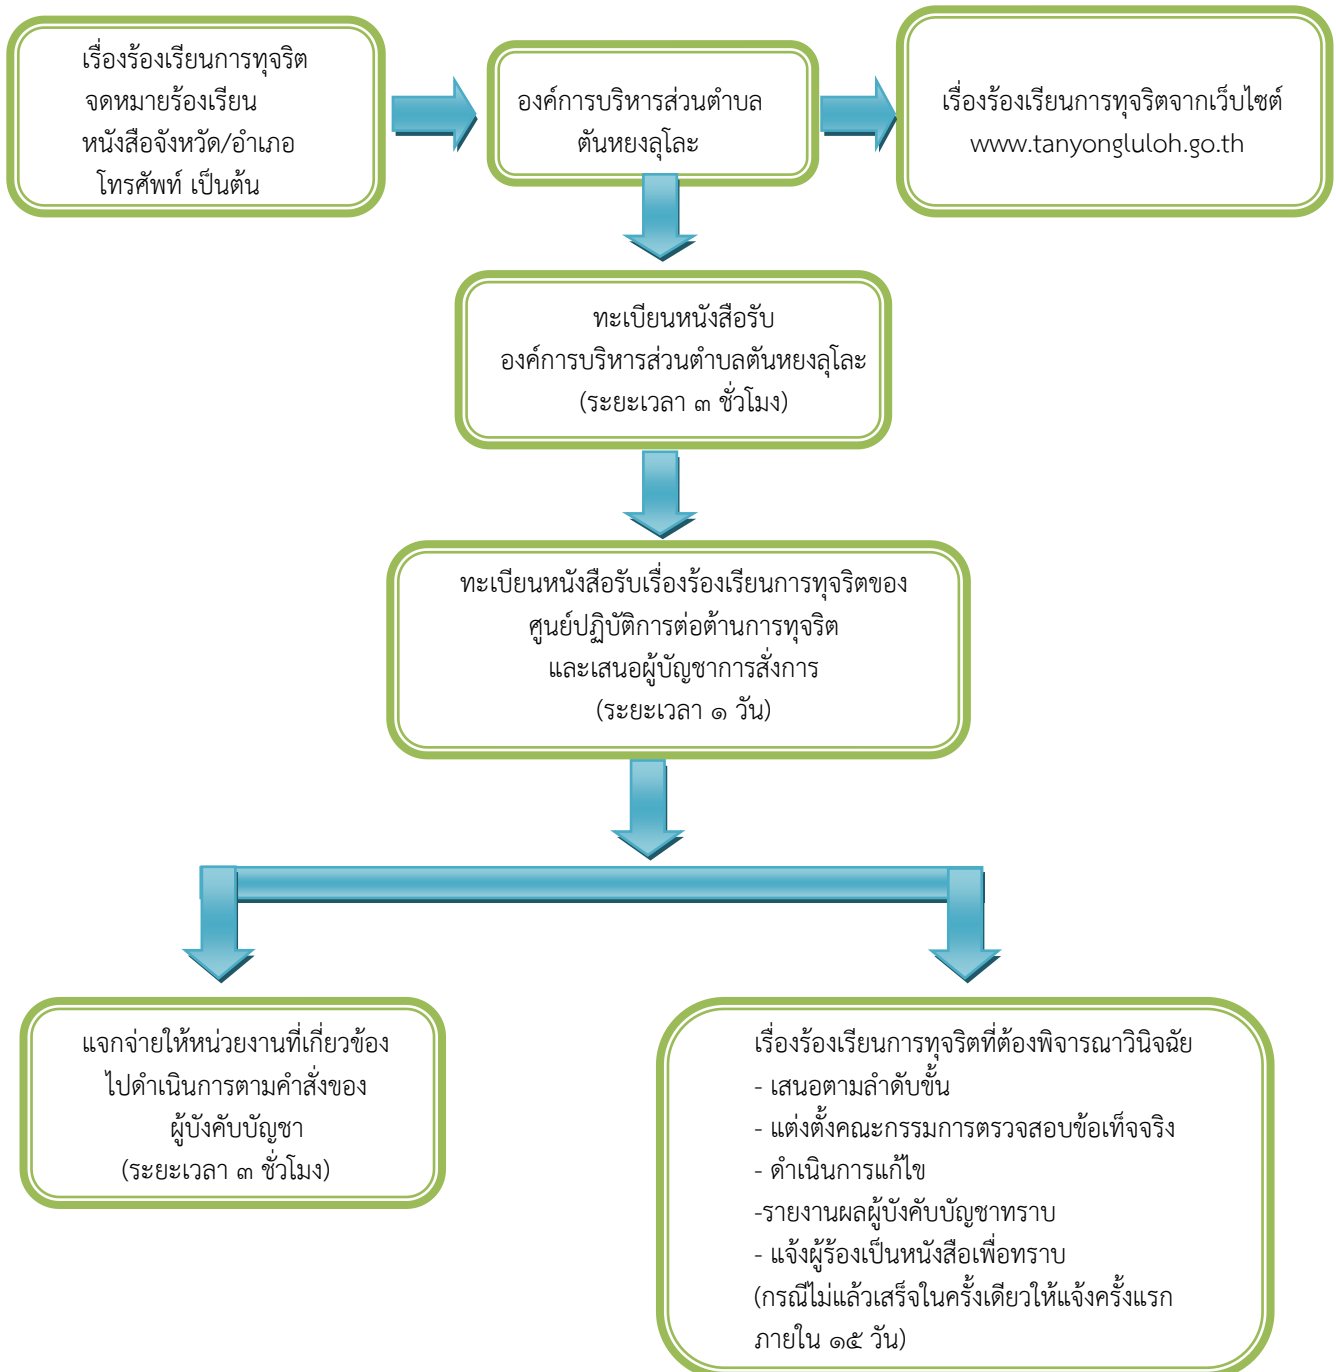 เรื่องร้องเรียนการทุจริต
จดหมายร้องเรียน
หนังสือจังหวัด/อำเภอ
โทรศัพท์ เป็นต้น
องค์การบริหารส่วนตำบล
ตันหยงลุโละ
เรื่องร้องเรียนการทุจริตจากเว็บไซต์
www.tanyongluloh.go.th
ทะเบียนหนังสือรับ
องค์การบริหารส่วนตำบลตันหยงลุโละ
(ระยะเวลา ๓ ชั่วโมง)
ทะเบียนหนังสือรับเรื่องร้องเรียนการทุจริตของ
ศูนย์ปฏิบัติการต่อต้านการทุจริต
และเสนอผู้บัญชาการสั่งการ
(ระยะเวลา ๑ วัน)
แจกจ่ายให้หน่วยงานที่เกี่ยวข้อง
ไปดำเนินการตามคำสั่งของ
ผู้บังคับบัญชา
(ระยะเวลา ๓ ชั่วโมง)
เรื่องร้องเรียนการทุจริตที่ต้องพิจารณาวินิจฉัย
- เสนอตามลำดับขั้น
- แต่งตั้งคณะกรรมการตรวจสอบข้อเท็จจริง
- ดำเนินการแก้ไข
-รายงานผลผู้บังคับบัญชาทราบ
- แจ้งผู้ร้องเป็นหนังสือเพื่อทราบ
(กรณีไม่แล้วเสร็จในครั้งเดียวให้แจ้งครั้งแรก
ภายใน ๑๕ วัน)